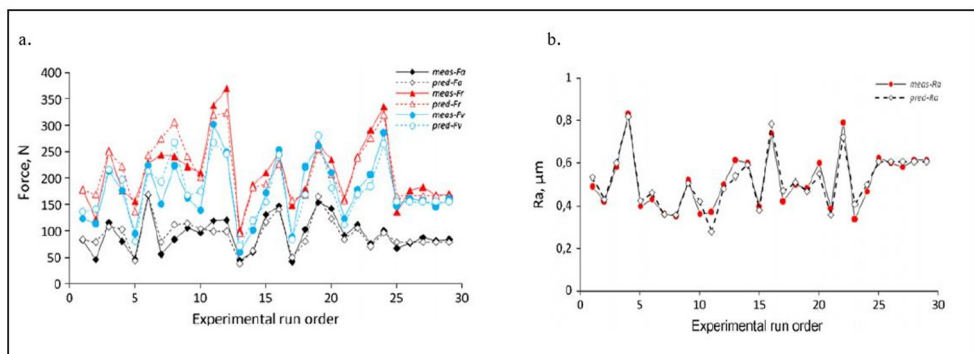 a.
400
350
300
250
200
150
100
50
0
Force, N
0 5 10 15 20 25 30
Experimental run order
meas-Fa
pred-Fa
meas-Fr
pred-Fr
meas-Fv
pred-Fv
b.
1
0,8
0,6
0,4
0,2
0
Ra, µm
0 5 10 15 20 25 30
Experimental run order
meas-Ra
pred-Ra